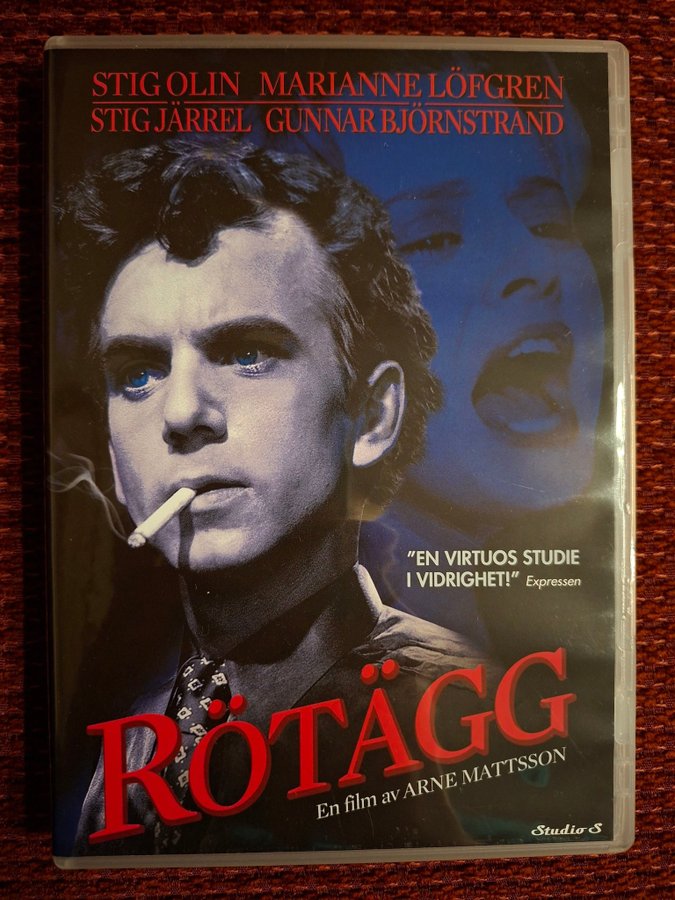 STIG OLIN MARIANNE LÖFGREN
STIG JÄRREL GUNNAR BJÖRNSTRAND
"EN VIRTUOS STUDIE
I VIDRIGHET!" Expressen
RÖTÄGG
En film av ARNE MATTSSON
Studio S